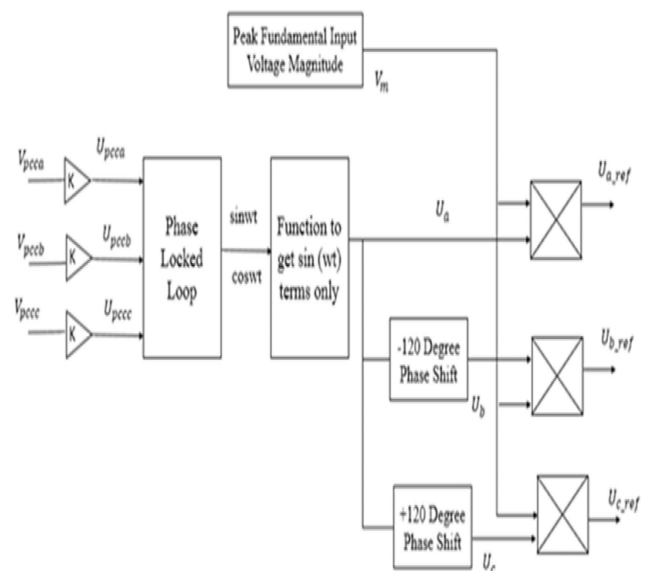 Peak Fundamental Input
Voltage Magnitude
V_m
V_pcca
K
U_pcca
V_pccb
K
U_pccb
V_pccc
K
U_pccc
Phase
Locked
Loop
sinwt
coswt
Function to
get sin (wt)
terms only
U_a
U_a_ref
-120 Degree
Phase Shift
U_b
U_b_ref
+120 Degree
Phase Shift
U_c
U_c_ref